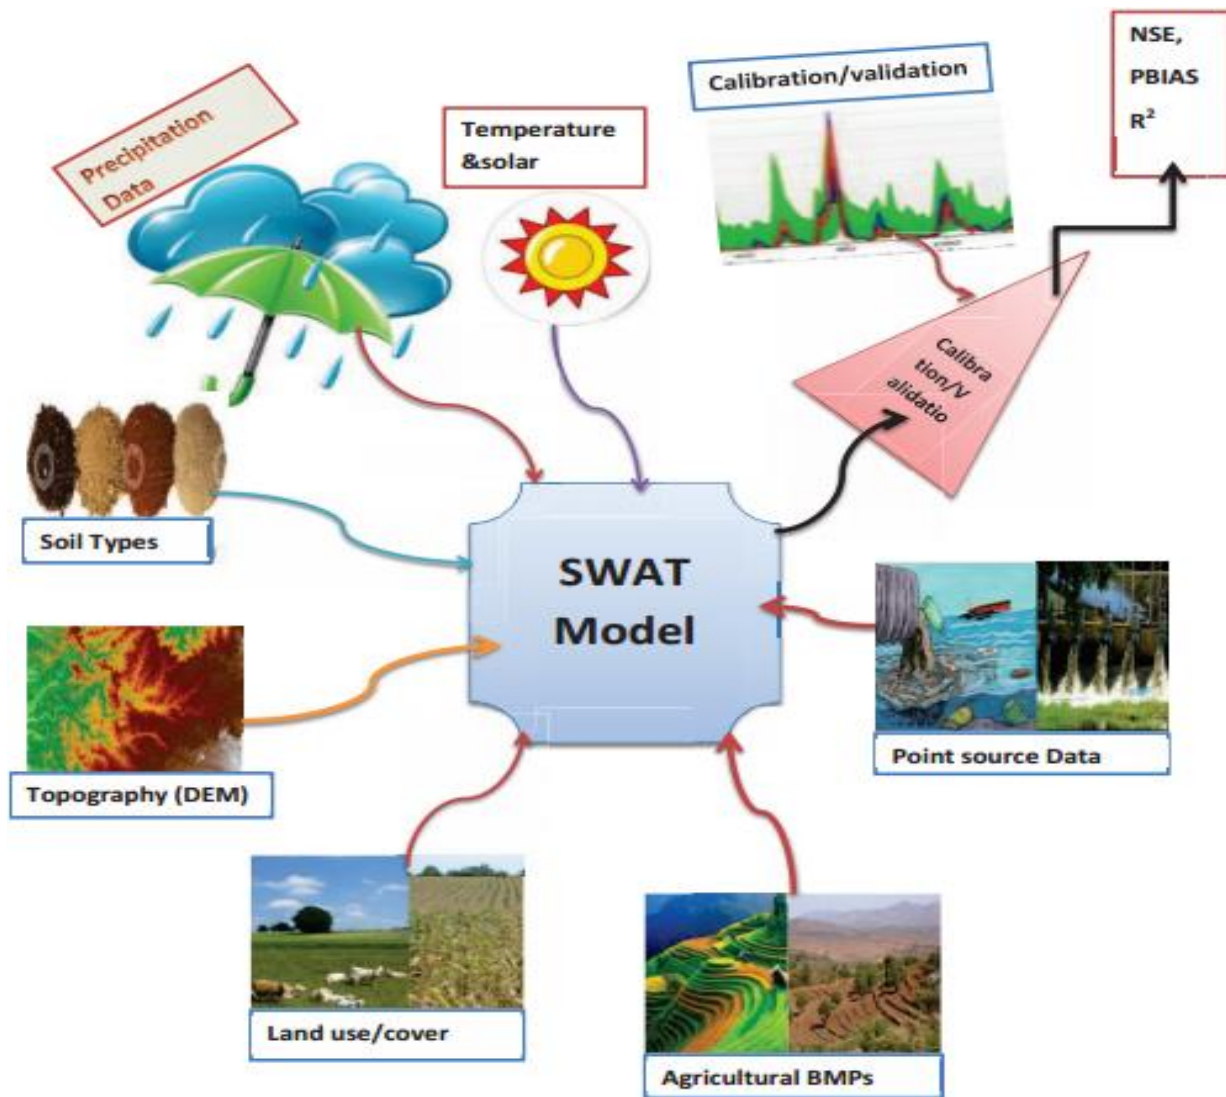 NSE,
PBIAS
R²
Calibration/validation
Precipitation
Data
Temperature
&solar
Calibra
tion/V
alidatio
Soil Types
SWAT
Model
Topography (DEM)
Point source Data
Land use/cover
Agricultural BMPs